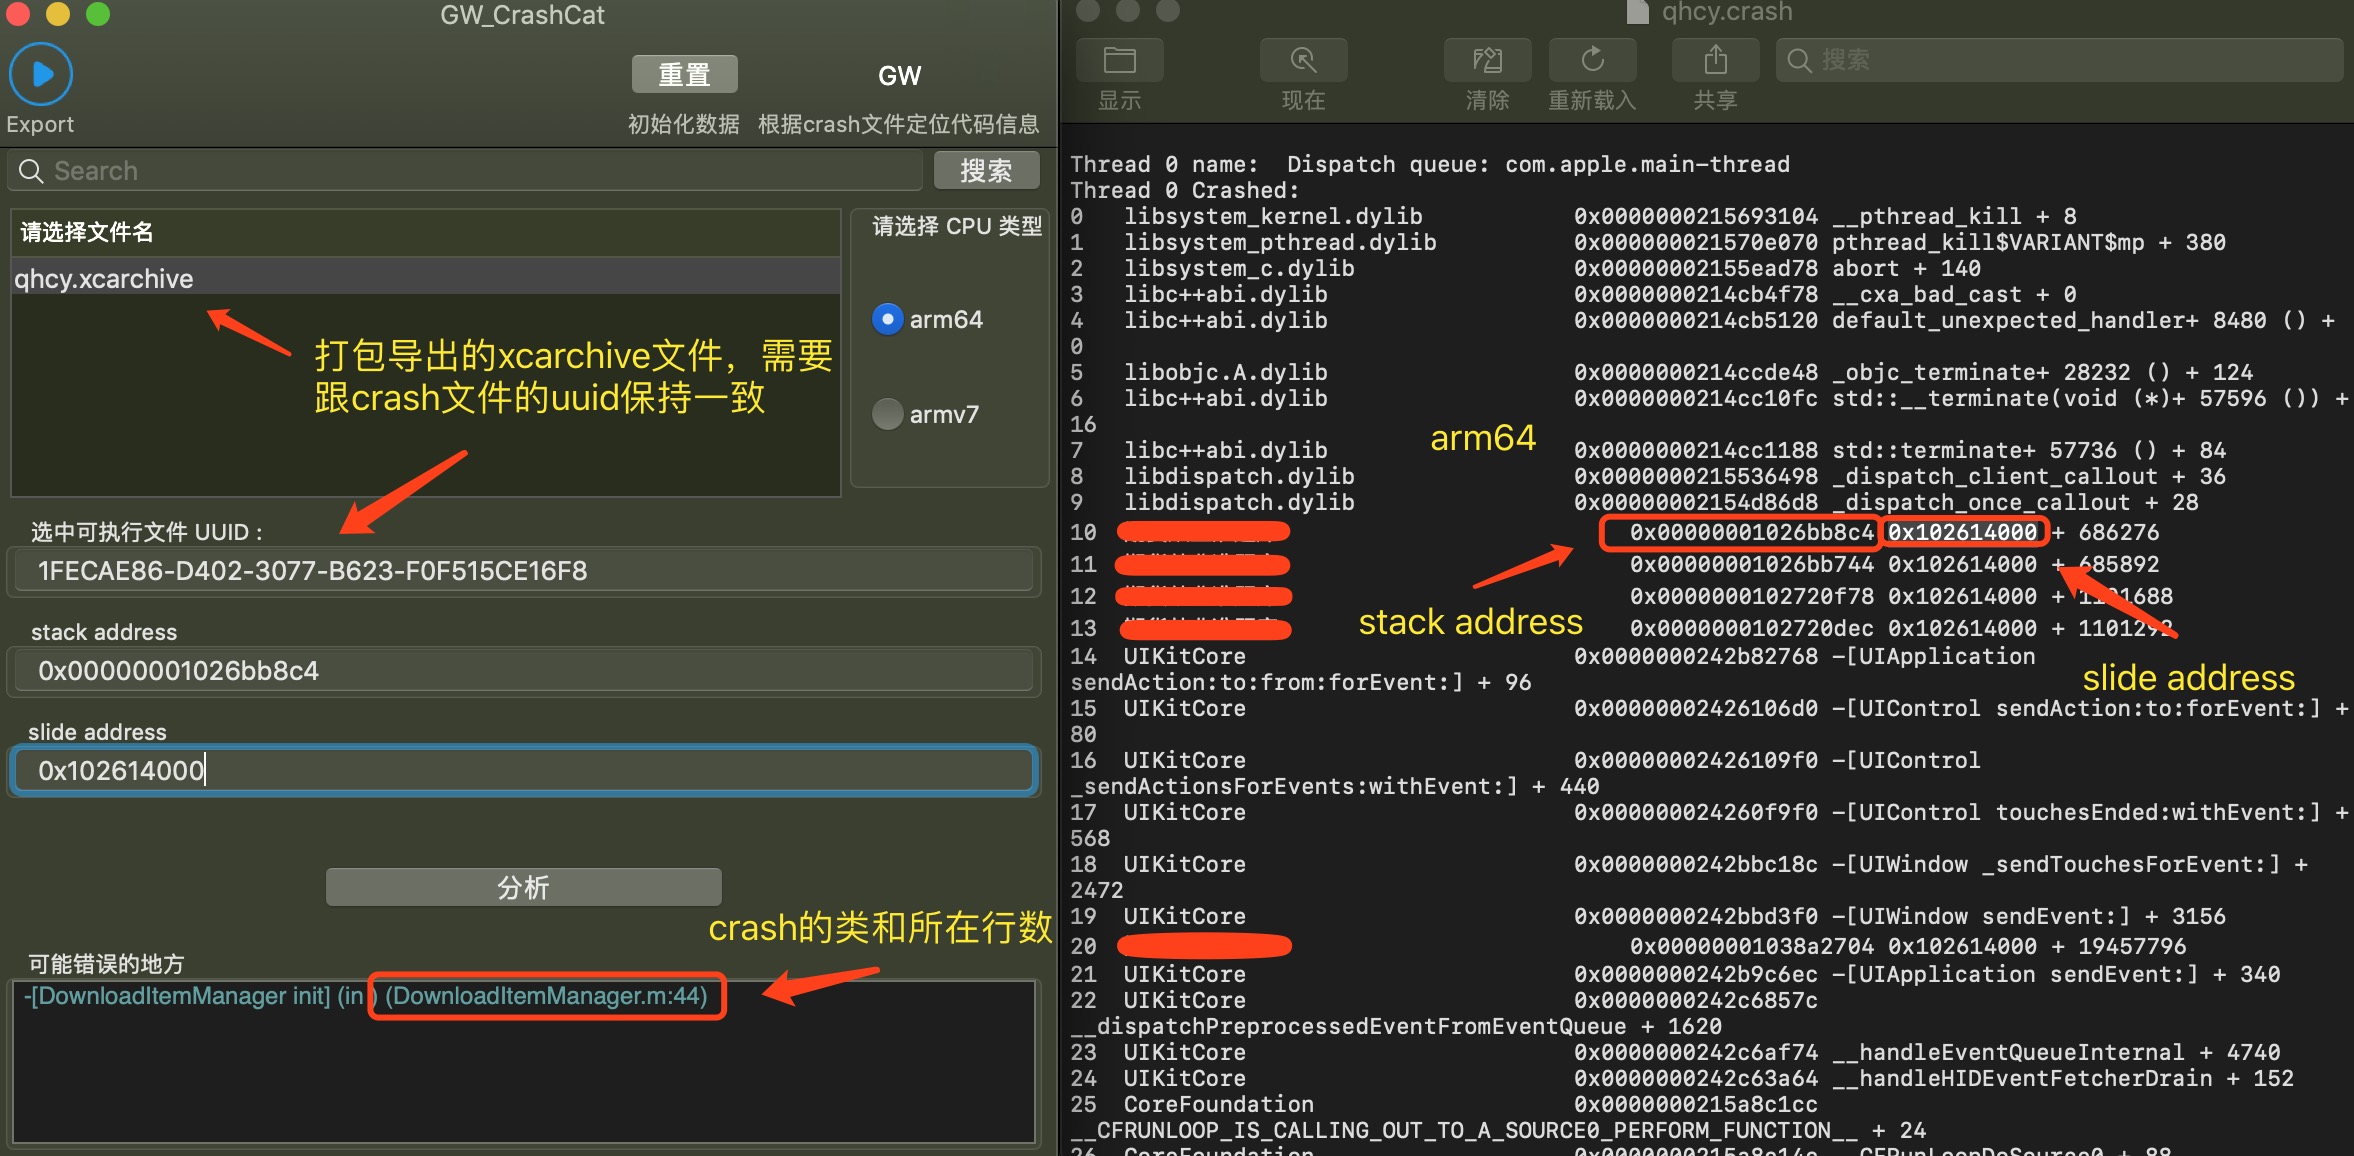 GW_CrashCat
重置
GW
Export
初始化数据
根据crash文件定位代码信息
Search
搜索
请选择文件名
qhcy.xcarchive
请选择 CPU 类型
arm64
armv7
打包导出的xcarchive文件，需要
跟crash文件的uuid保持一致
选中可执行文件 UUID :
1FECAE86-D402-3077-B623-F0F515CE16F8
stack address
0x00000001026bb8c4
slide address
0x102614000
分析
crash的类和所在行数
可能错误的地方
-[DownloadItemManager init] (in ) (DownloadItemManager.m:44)
qhcy.crash
显示
现在
清除
重新载入
共享
搜索
Thread 0 name:  Dispatch queue: com.apple.main-thread
Thread 0 Crashed:
0   libsystem_kernel.dylib   0x0000000215693104 __pthread_kill + 8
1   libsystem_pthread.dylib   0x000000021570e070 pthread_kill$VARIANT$mp + 380
2   libsystem_c.dylib   0x00000002155ead78 abort + 140
3   libc++abi.dylib   0x0000000214cb4f78 __cxa_bad_cast + 0
4   libc++abi.dylib   0x0000000214cb5120 default_unexpected_handler+ 8480 () +
0
5   libobjc.A.dylib   0x0000000214ccde48 _objc_terminate+ 28232 () + 124
6   libc++abi.dylib   0x0000000214cc10fc std::__terminate(void (*)+ 57596 ()) +
16
arm64
7   libc++abi.dylib   0x0000000214cc1188 std::terminate+ 57736 () + 84
8   libdispatch.dylib   0x0000000215536498 _dispatch_client_callout + 36
9   libdispatch.dylib   0x00000002154d86d8 _dispatch_once_callout + 28
10   0x00000001026bb8c4 0x102614000 + 686276
11   0x00000001026bb744 0x102614000 + 685892
12   0x0000000102720f78 0x102614000 + 1101688
stack address
13   0x0000000102720dec 0x102614000 + 1101292
14  UIKitCore   0x0000000242b82768 -[UIApplication
sendAction:to:from:forEvent:] + 96
slide address
15  UIKitCore   0x00000002426106d0 -[UIControl sendAction:to:forEvent:] +
80
16  UIKitCore   0x00000002426109f0 -[UIControl
_sendActionsForEvents:withEvent:] + 440
17  UIKitCore   0x000000024260f9f0 -[UIControl touchesEnded:withEvent:] +
568
18  UIKitCore   0x0000000242bbc18c -[UIWindow _sendTouchesForEvent:] +
2472
19  UIKitCore   0x0000000242bbd3f0 -[UIWindow sendEvent:] + 3156
20   0x00000001038a2704 0x102614000 + 19457796
21  UIKitCore   0x0000000242b9c6ec -[UIApplication sendEvent:] + 340
22  UIKitCore   0x0000000242c6857c
__dispatchPreprocessedEventFromEventQueue + 1620
23  UIKitCore   0x0000000242c6af74 __handleEventQueueInternal + 4740
24  UIKitCore   0x0000000242c63a64 __handleHIDEventFetcherDrain + 152
25  CoreFoundation   0x0000000215a8c1cc
__CFRUNLOOP_IS_CALLING_OUT_TO_A_SOURCE0_PERFORM_FUNCTION__ + 24